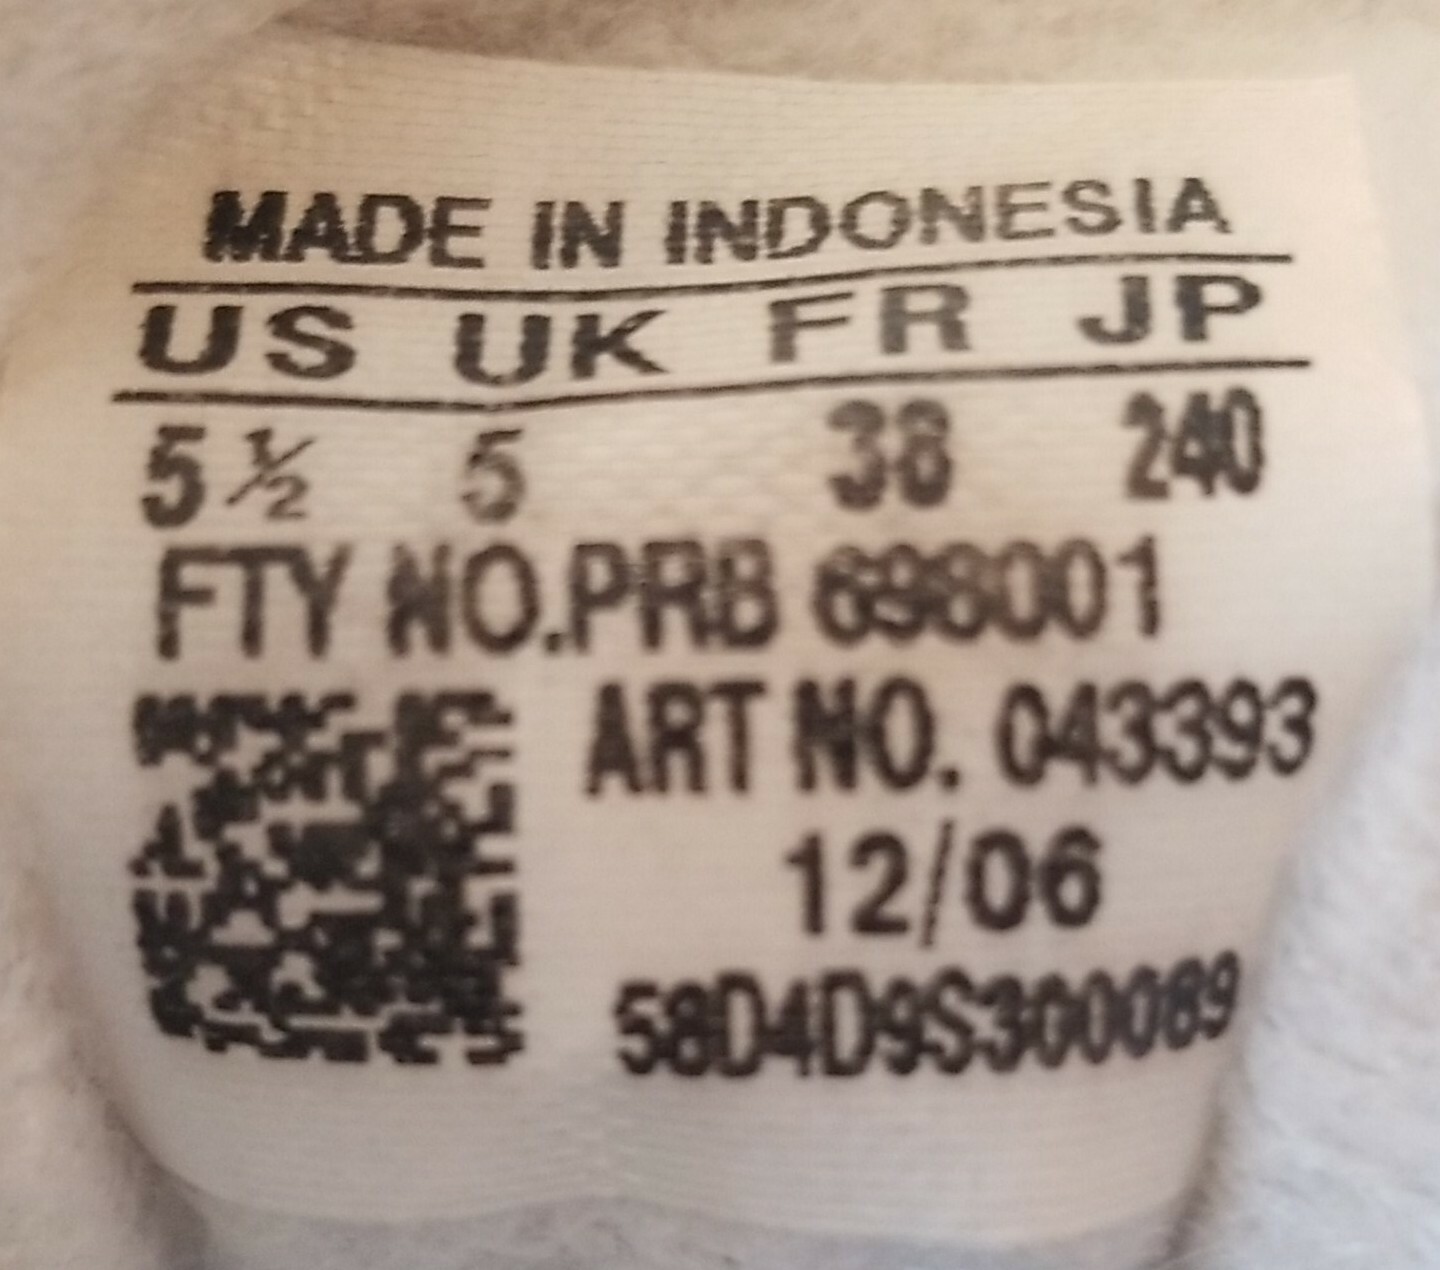 MADE IN INDONESIA
US UK FR JP
5½ 5 38 240
FTY NO.PRB 698001
ART NO. 043393
12/06
58D4D9S300089